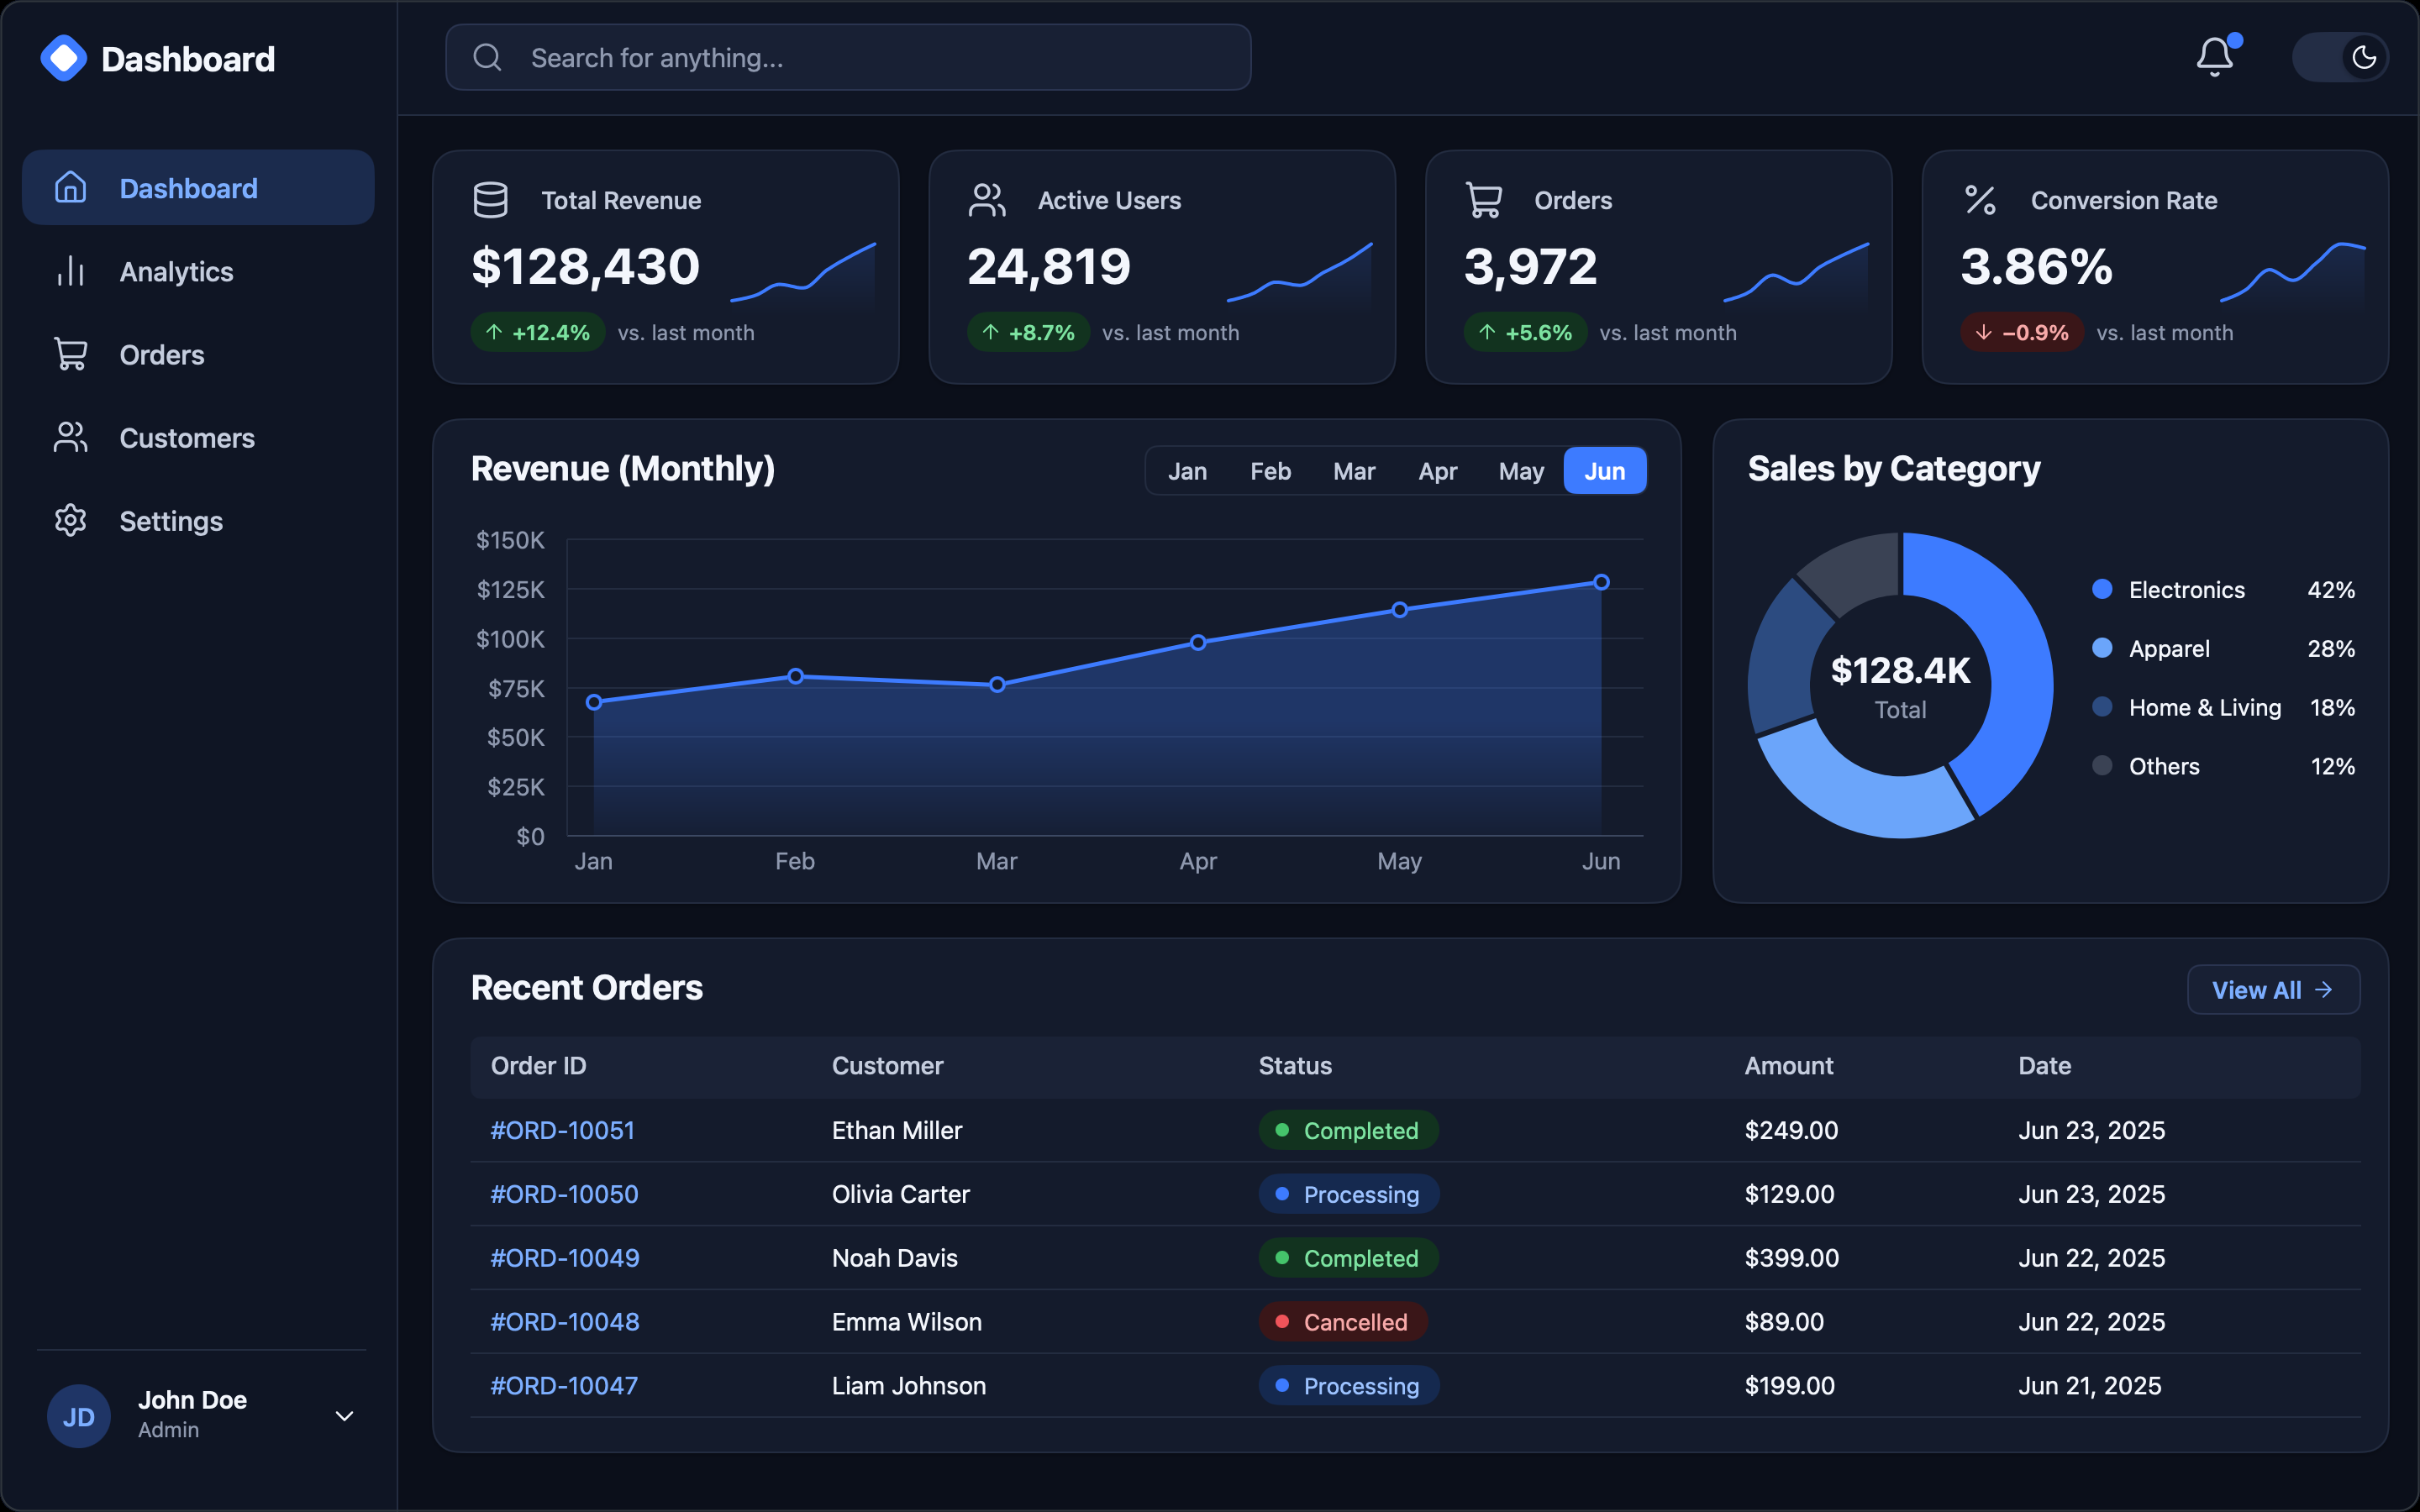 Dashboard
Search for anything...
Dashboard
Analytics
Orders
Customers
Settings
JD
John Doe
Admin
Total Revenue
$128,430
+12.4% vs. last month
Active Users
24,819
+8.7% vs. last month
Orders
3,972
+5.6% vs. last month
Conversion Rate
3.86%
−0.9% vs. last month
Revenue (Monthly)
Jan Feb Mar Apr May Jun
$150K
$125K
$100K
$75K
$50K
$25K
$0
Jan Feb Mar Apr May Jun
Sales by Category
$128.4K
Total
Electronics 42%
Apparel 28%
Home & Living 18%
Others 12%
Recent Orders
View All
Order ID Customer Status Amount Date
#ORD-10051 Ethan Miller Completed $249.00 Jun 23, 2025
#ORD-10050 Olivia Carter Processing $129.00 Jun 23, 2025
#ORD-10049 Noah Davis Completed $399.00 Jun 22, 2025
#ORD-10048 Emma Wilson Cancelled $89.00 Jun 22, 2025
#ORD-10047 Liam Johnson Processing $199.00 Jun 21, 2025